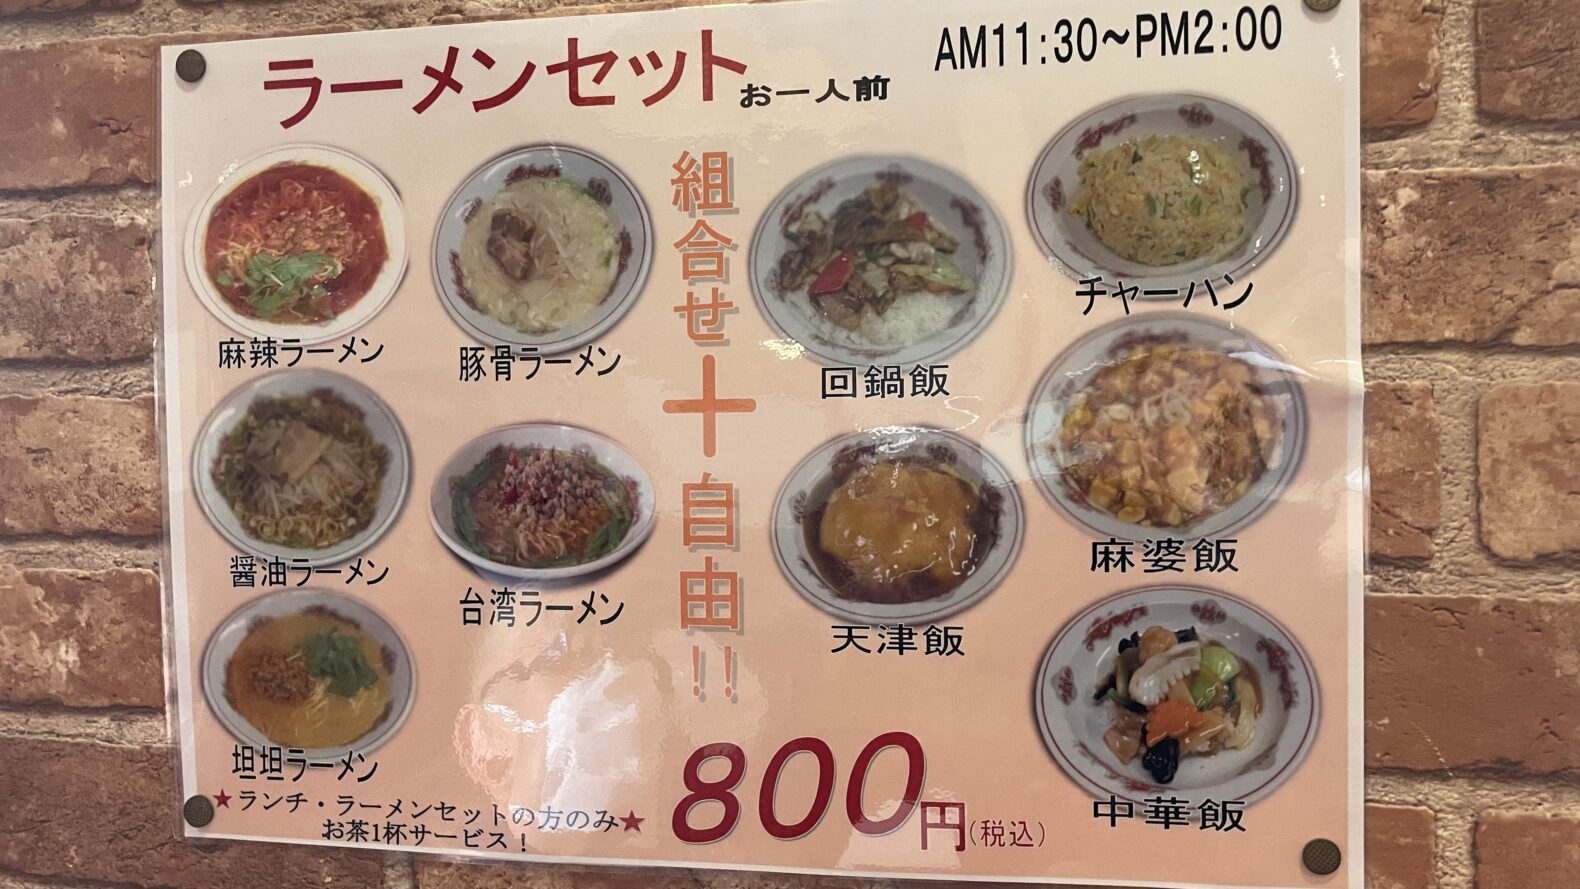 ラーメンセット お一人前
AM11:30～PM2:00
麻辣ラーメン
豚骨ラーメン
醤油ラーメン
台湾ラーメン
坦坦ラーメン
組合せ十自由!!
回鍋飯
チャーハン
天津飯
麻婆飯
中華飯
★ランチ・ラーメンセットの方のみ★
お茶1杯サービス！
800円(税込)